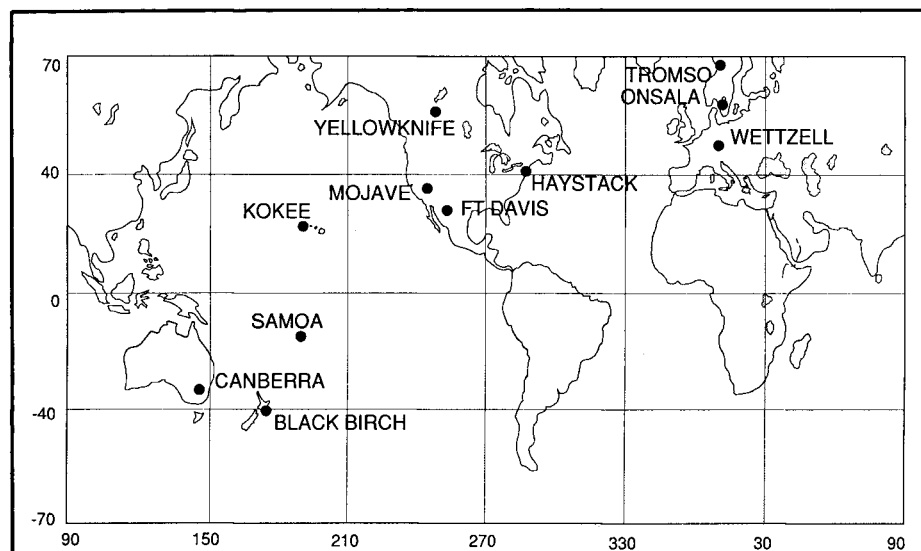 70
TROMSO
ONSALA
YELLOWKNIFE
WETTZELL
40
MOJAVE
HAYSTACK
KOKEE
FT DAVIS
0
SAMOA
CANBERRA
-40
BLACK BIRCH
-70
90 150 210 270 330 30 90